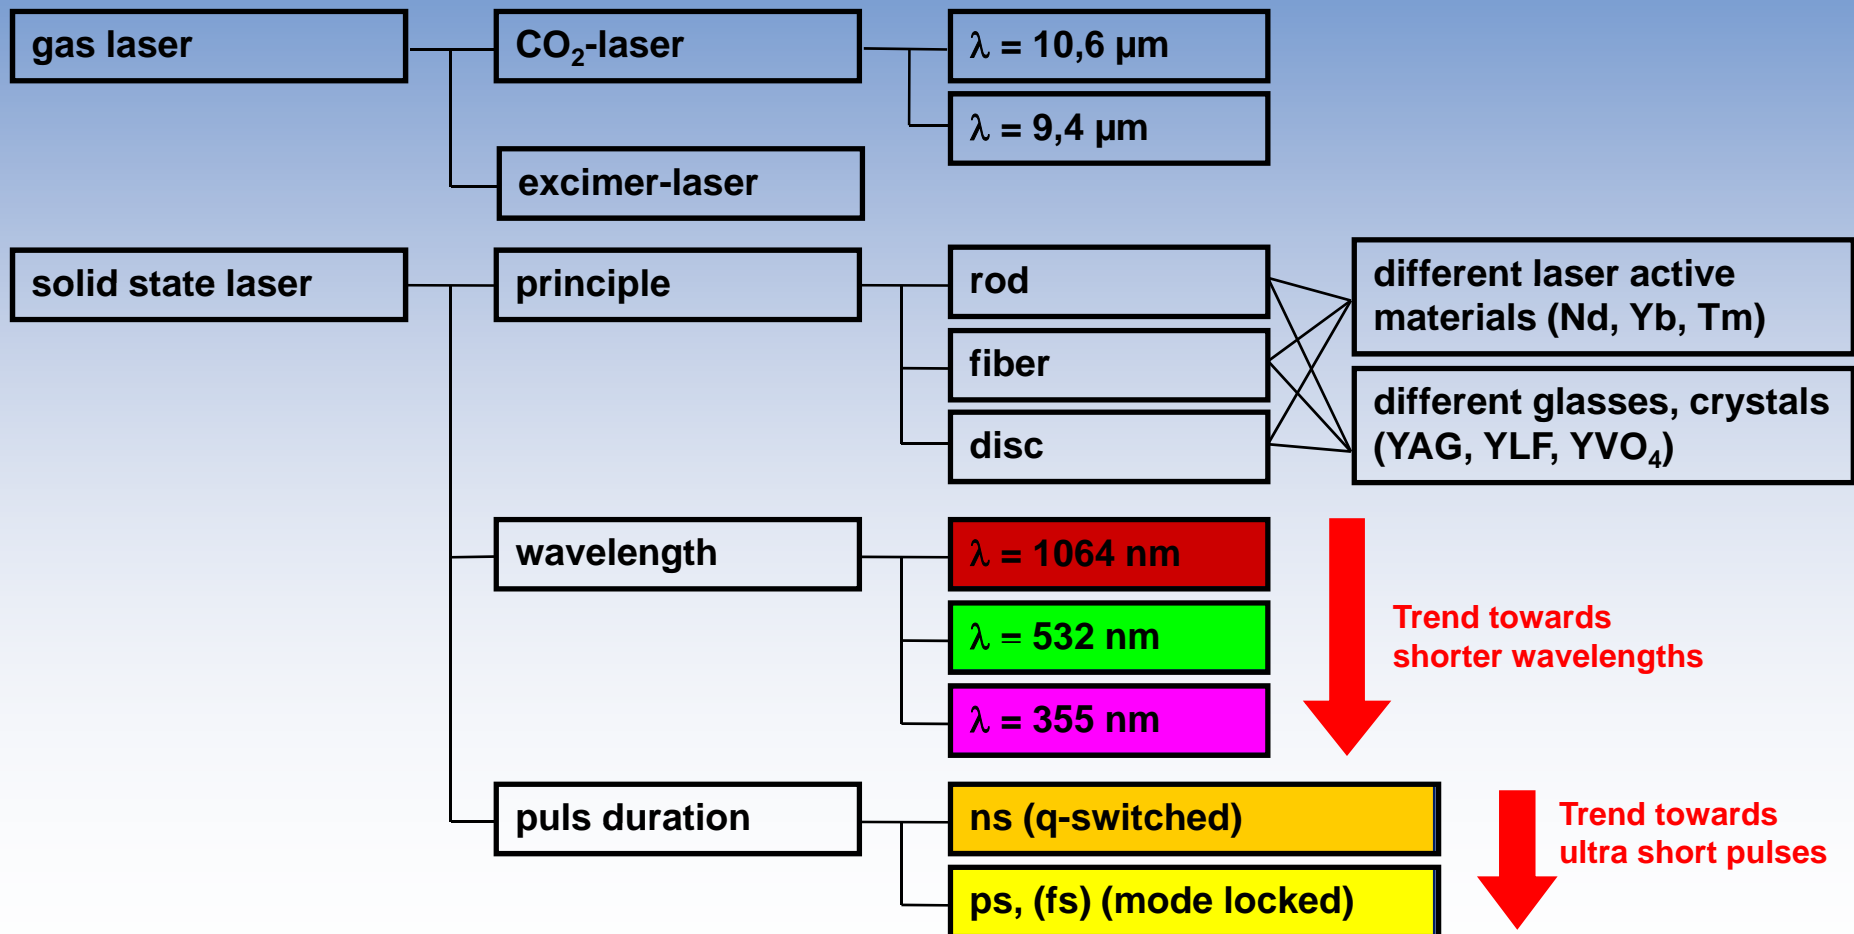 gas laser
CO₂-laser
λ = 10,6 µm
λ = 9,4 µm
excimer-laser
solid state laser
principle
rod
fiber
disc
different laser active
materials (Nd, Yb, Tm)
different glasses, crystals
(YAG, YLF, YVO₄)
wavelength
λ = 1064 nm
λ = 532 nm
λ = 355 nm
Trend towards
shorter wavelengths
puls duration
ns (q-switched)
ps, (fs) (mode locked)
Trend towards
ultra short pulses